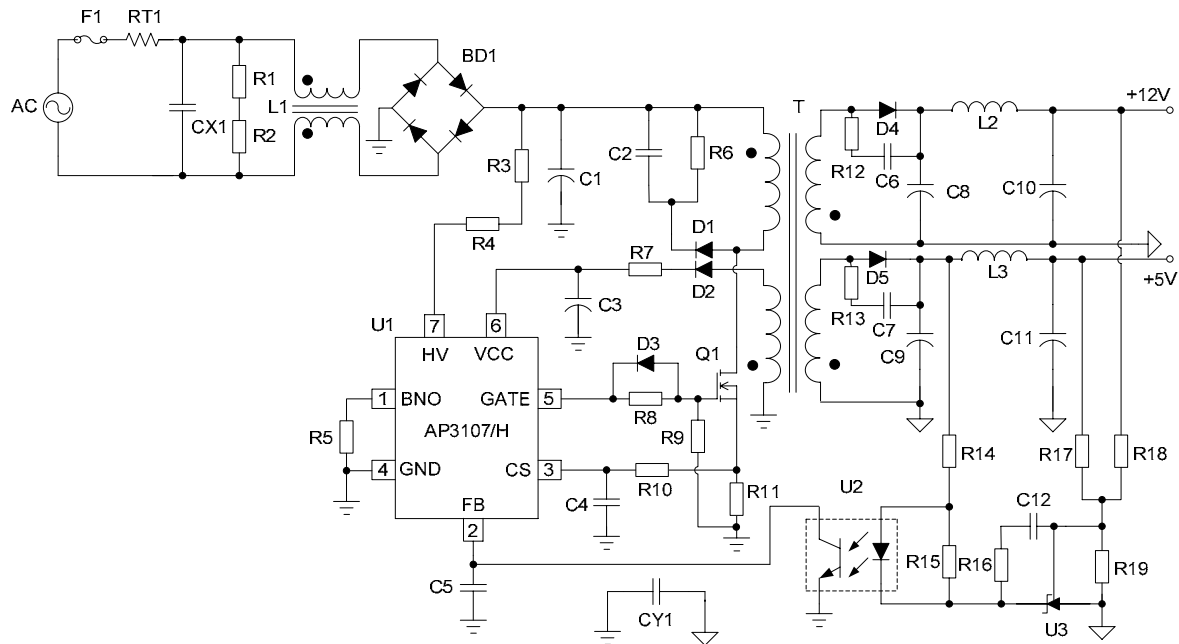 F1
RT1
AC
CX1
R1
R2
L1
BD1
R3
R4
C1
C2
R6
D1
D2
R7
C3
T
R12
D4
C6
C8
L2
C10
+12V
R13
D5
C7
C9
L3
C11
+5V
U1
7
6
HV
VCC
1
BNO
GATE
5
AP3107/H
4
GND
CS
3
FB
2
R5
D3
R8
Q1
R9
R10
C4
R11
C5
CY1
U2
R14
R15
R16
C12
R17
R18
R19
U3